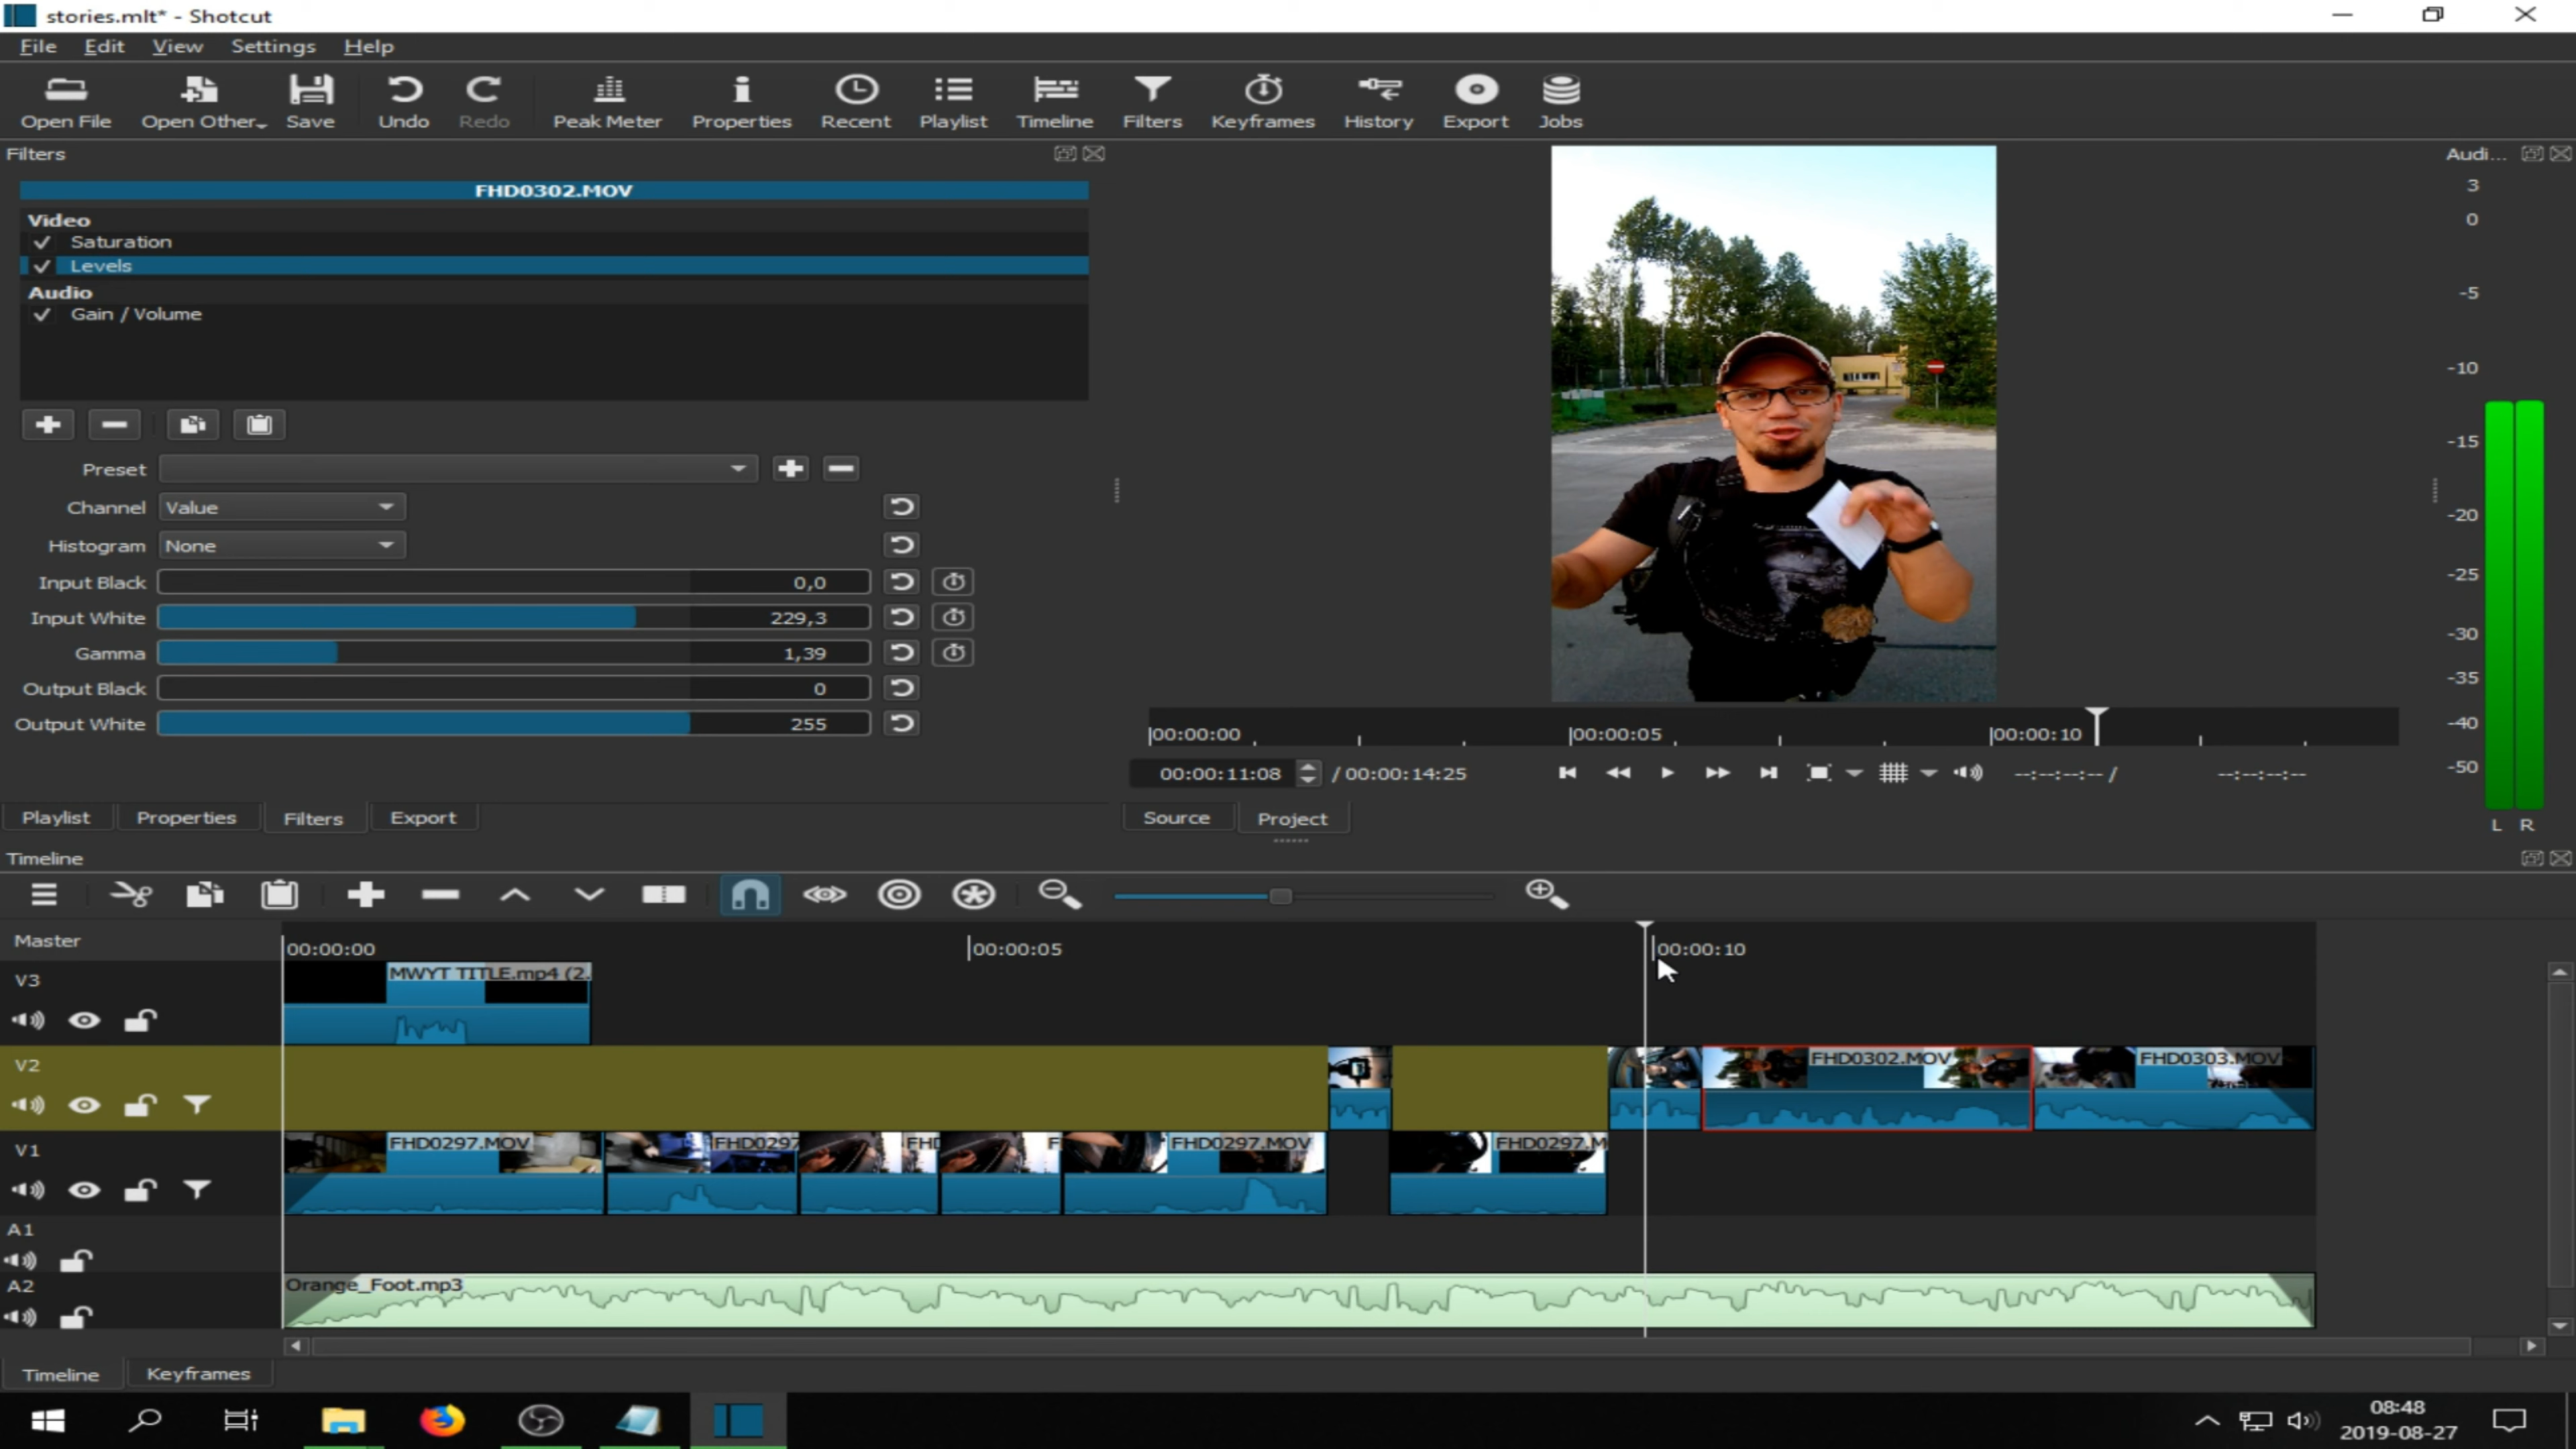 stories.mlt* - Shotcut
File Edit View Settings Help
Open File Open Other... Save Undo Redo Peak Meter Properties Recent Playlist Timeline Filters Keyframes History Export Jobs
Filters
Audi...
FHD0302.MOV
Video
Saturation
Levels
Audio
Gain / Volume
Preset
Channel Value
Histogram None
Input Black 0,0
Input White 229,3
Gamma 1,39
Output Black 0
Output White 255
3
0
-5
-10
-15
-20
-25
-30
-35
-40
-50
L R
00:00:00 00:00:05 00:00:10
00:00:11:08 / 00:00:14:25 --:--:--:-- / --:--:--:--
Playlist Properties Filters Export
Source Project
Timeline
Master
00:00:00 00:00:05 00:00:10
V3
MWYT TITLE.mp4 (2.
V2
FHD0302.MOV FHD0303.MOV
V1
FHD0297.MOV FHD0297 FHD F FHD0297.MOV FHD0297.M
A1
A2
Orange_Foot.mp3
Timeline Keyframes
08:48
2019-08-27